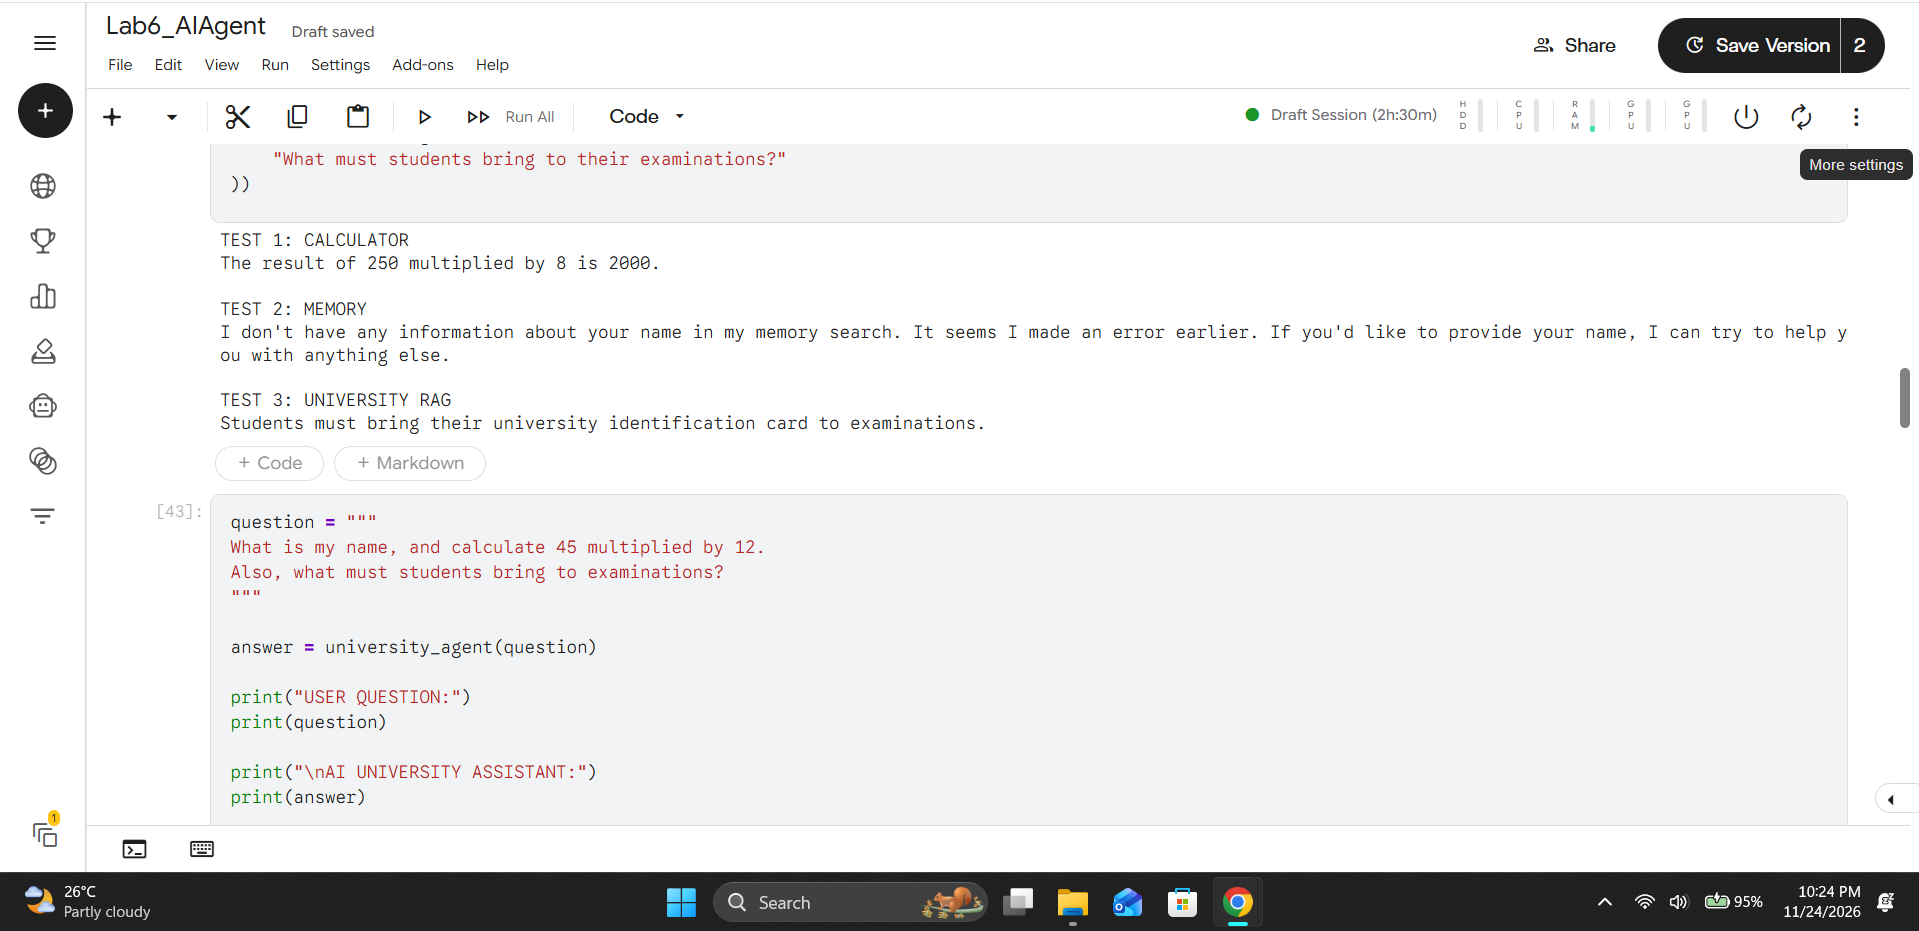 Lab6_AIAgent
Draft saved
File Edit View Run Settings Add-ons Help
Share
Save Version 2
Run All
Code
Draft Session (2h:30m)
HDD
CPU
RAM
GPU
GPU
More settings
"What must students bring to their examinations?"
))
TEST 1: CALCULATOR
The result of 250 multiplied by 8 is 2000.
TEST 2: MEMORY
I don't have any information about your name in my memory search. It seems I made an error earlier. If you'd like to provide your name, I can try to help y
ou with anything else.
TEST 3: UNIVERSITY RAG
Students must bring their university identification card to examinations.
+ Code + Markdown
[43]:
question = """
What is my name, and calculate 45 multiplied by 12.
Also, what must students bring to examinations?
"""
answer = university_agent(question)
print("USER QUESTION:")
print(question)
print("\nAI UNIVERSITY ASSISTANT:")
print(answer)
1
26°C
Partly cloudy
Search
95%
10:24 PM
11/24/2026